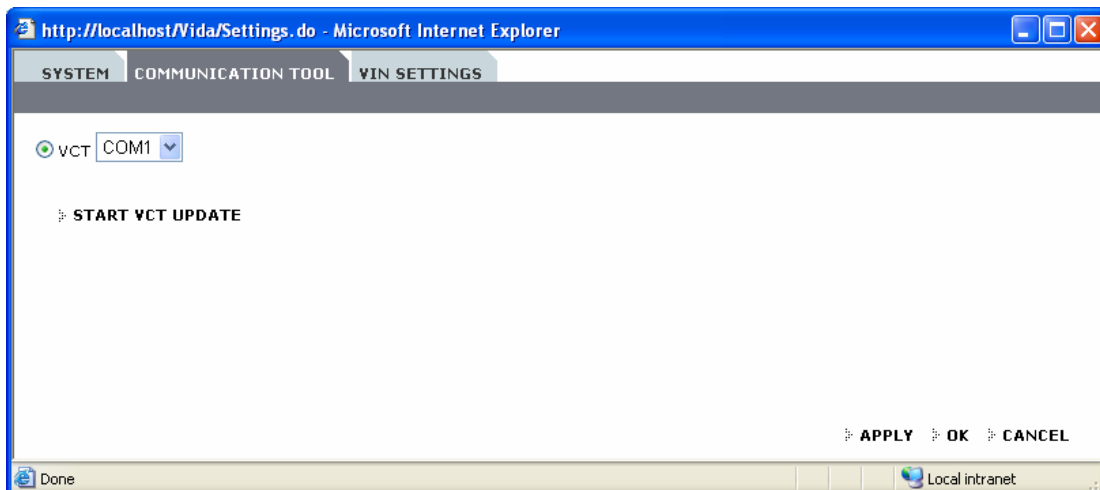 http://localhost/Vida/Settings.do - Microsoft Internet Explorer
SYSTEM COMMUNICATION TOOL VIN SETTINGS
VCT COM1
START VCT UPDATE
APPLY OK CANCEL
Done Local intranet